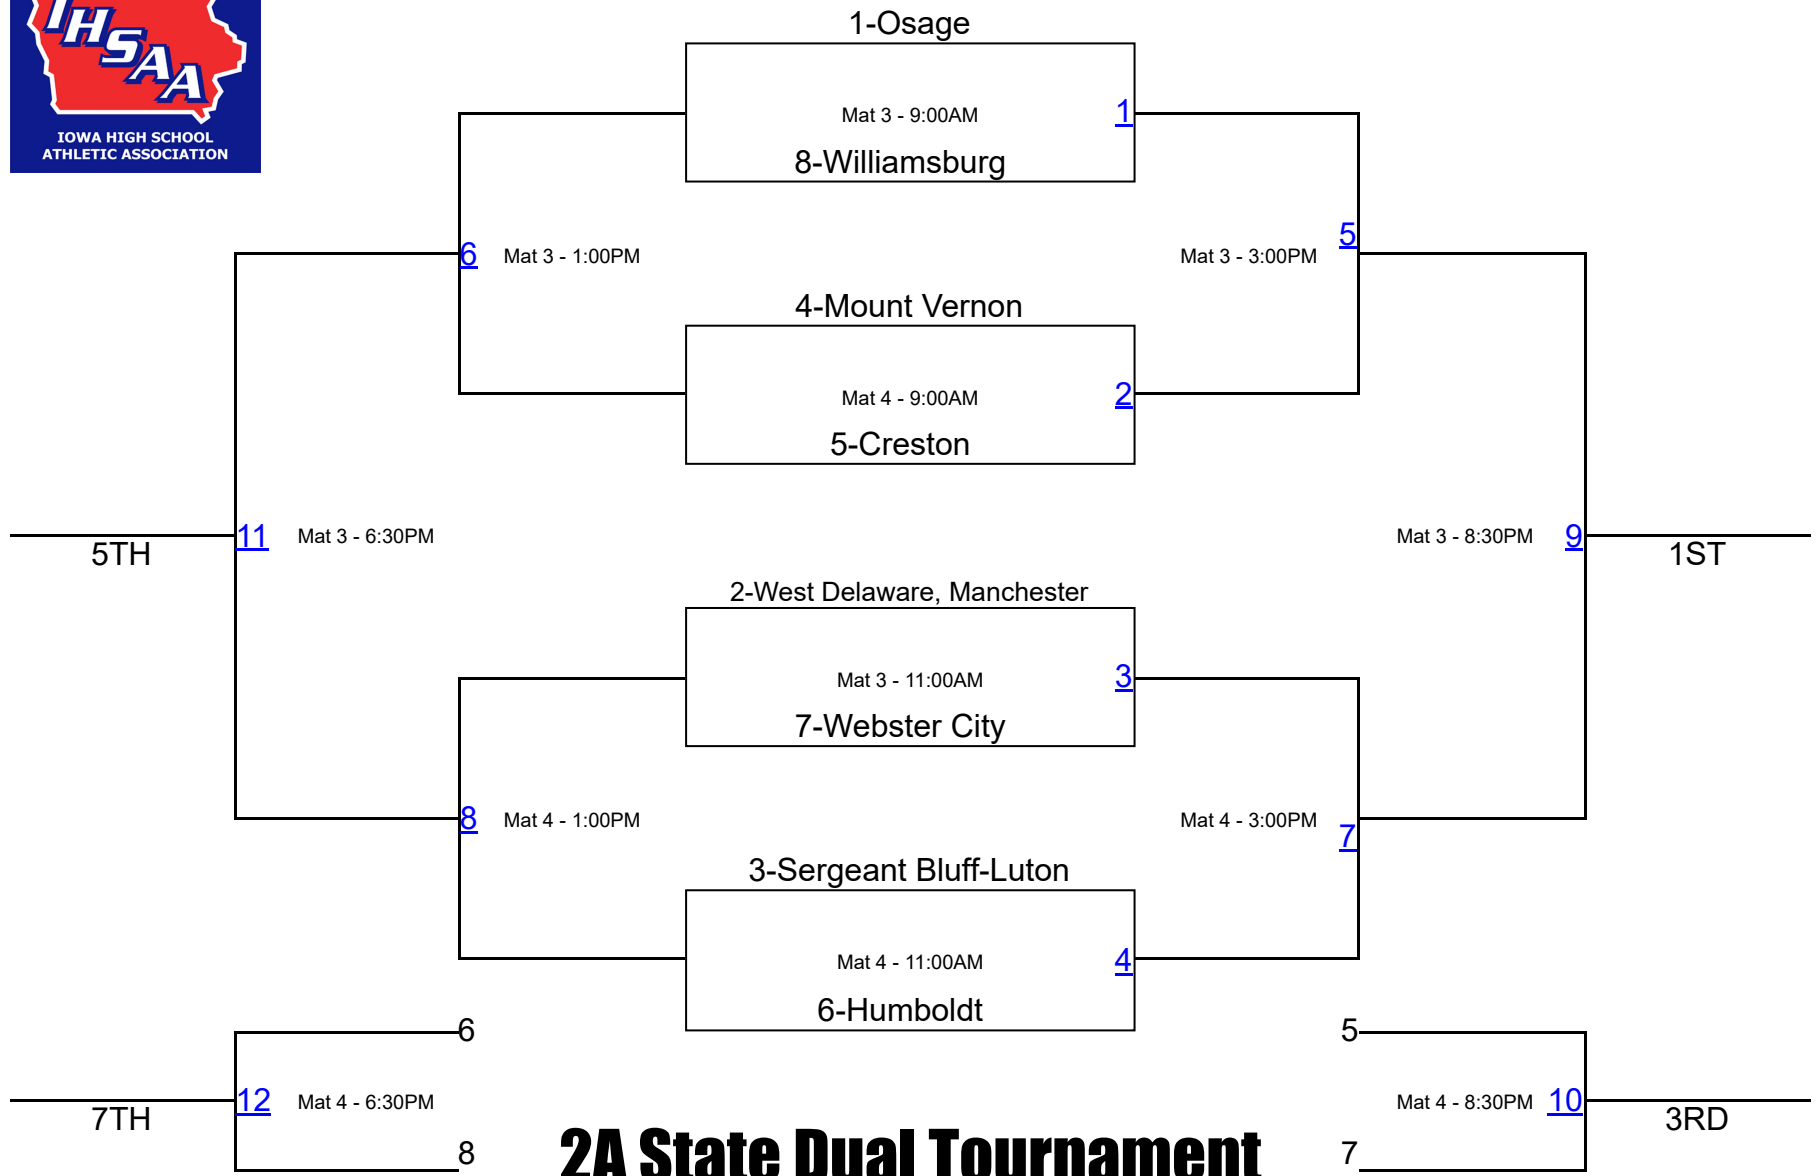 IHSAA
IOWA HIGH SCHOOL
ATHLETIC ASSOCIATION
1-Osage
Mat 3 - 9:00AM 1
8-Williamsburg
6 Mat 3 - 1:00PM
Mat 3 - 3:00PM 5
4-Mount Vernon
Mat 4 - 9:00AM 2
5-Creston
5TH
11 Mat 3 - 6:30PM
Mat 3 - 8:30PM 9
1ST
2-West Delaware, Manchester
Mat 3 - 11:00AM 3
7-Webster City
8 Mat 4 - 1:00PM
Mat 4 - 3:00PM 7
3-Sergeant Bluff-Luton
Mat 4 - 11:00AM 4
6-Humboldt
6
5
7TH
12 Mat 4 - 6:30PM
Mat 4 - 8:30PM 10
3RD
8
7
2A State Dual Tournament